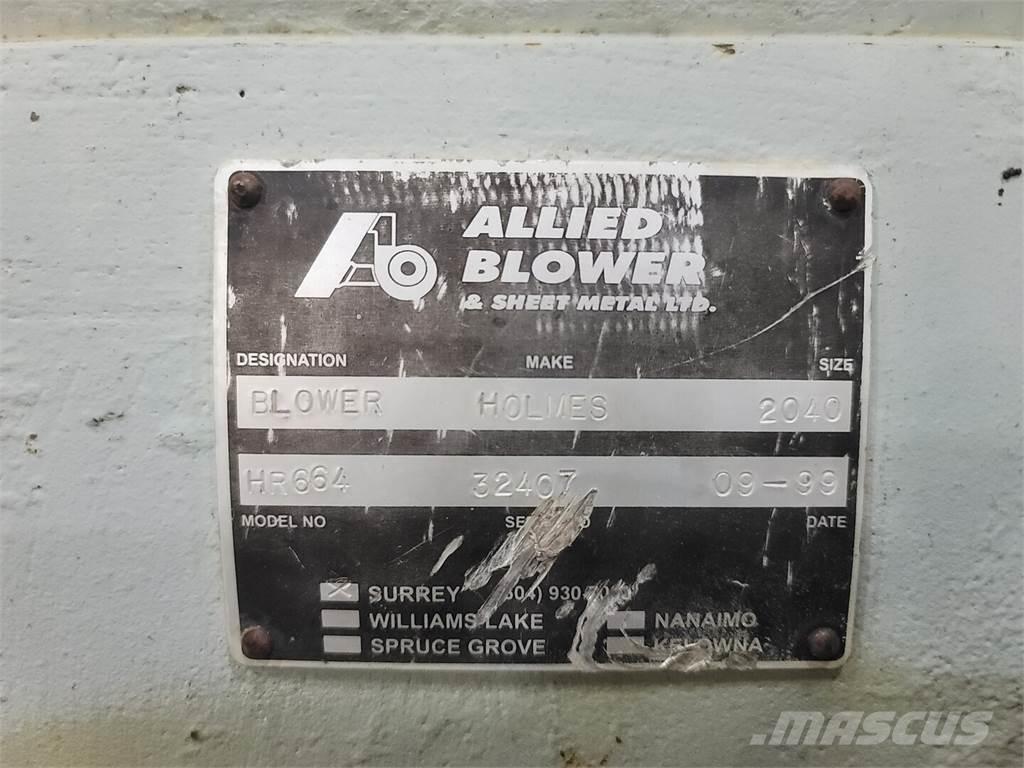 ALLIED
BLOWER
& SHEET METAL LTD.
DESIGNATION MAKE SIZE
BLOWER HOLMES 2040
HR664 32407 09-99
MODEL NO DATE
SURREY
WILLIAMS LAKE NANAIMO
SPRUCE GROVE KELOWNA
MASCUS